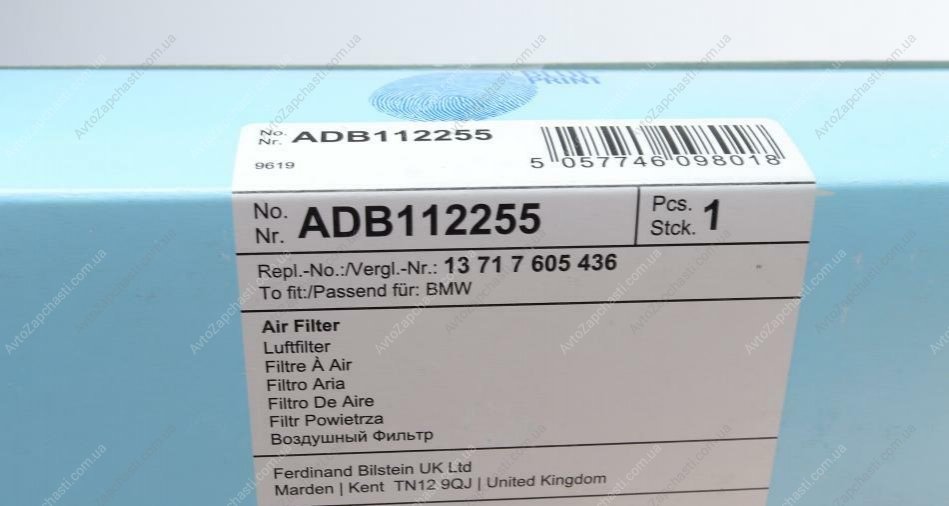 BLUE
PRINT
No.
Nr. ADB112255
9619
5 057746 098018
No.
Nr. ADB112255
Pcs.
Stck. 1
Repl.-No.:/Vergl.-Nr.: 13 71 7 605 436
To fit:/Passend für: BMW
Air Filter
Luftfilter
Filtre À Air
Filtro Aria
Filtro De Aire
Filtr Powietrza
Воздушный Фильтр
Ferdinand Bilstein UK Ltd
Marden | Kent TN12 9QJ | United Kingdom
AvtoZapchasti.com.ua